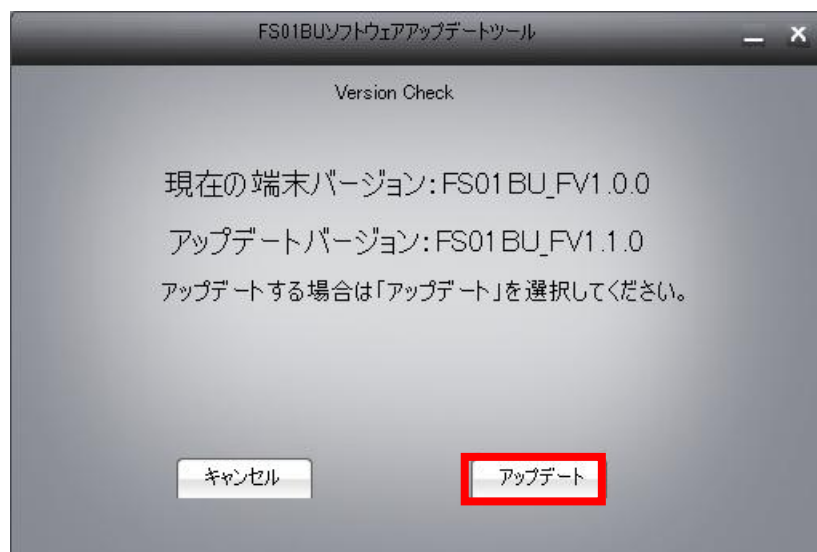 FS01BUソフトウェアアップデートツール
Version Check
現在の端末バージョン:FS01BU_FV1.0.0
アップデートバージョン:FS01BU_FV1.1.0
アップデートする場合は「アップデート」を選択してください。
キャンセル
アップデート